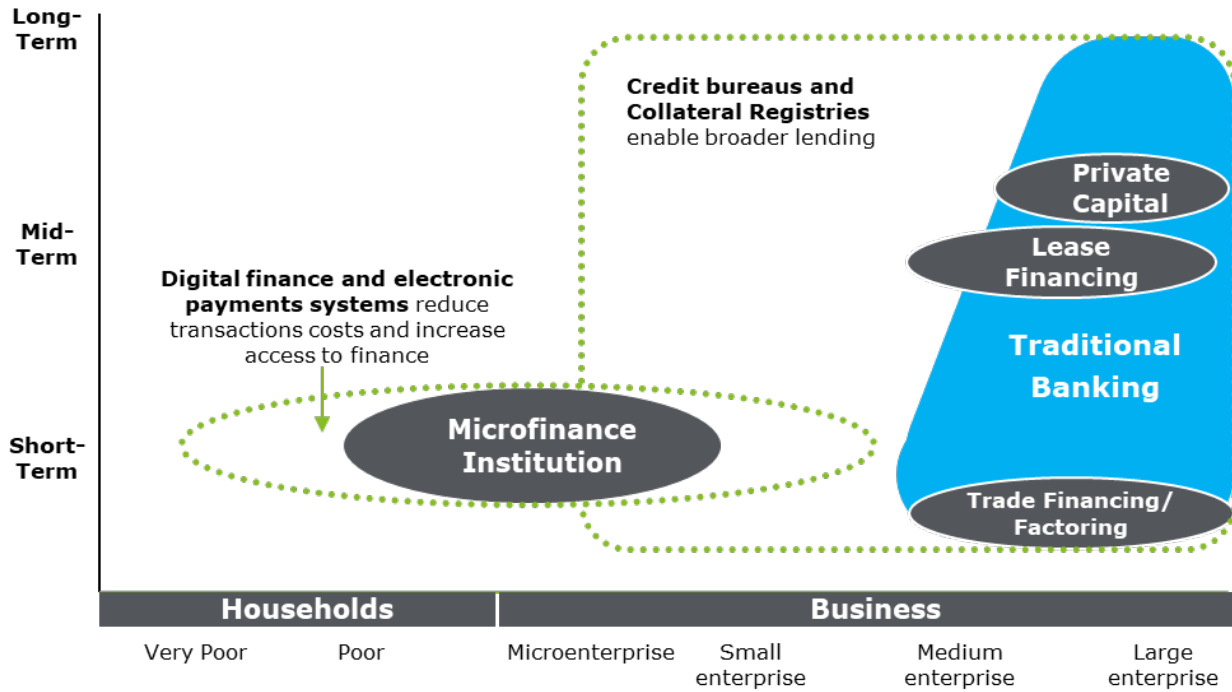 Long-
Term
Credit bureaus and
Collateral Registries
enable broader lending
Private
Capital
Mid-
Term
Lease
Financing
Digital finance and electronic
payments systems reduce
transactions costs and increase
access to finance
Traditional
Banking
Microfinance
Institution
Short-
Term
Trade Financing/
Factoring
Households
Business
Very Poor
Poor
Microenterprise
Small
enterprise
Medium
enterprise
Large
enterprise